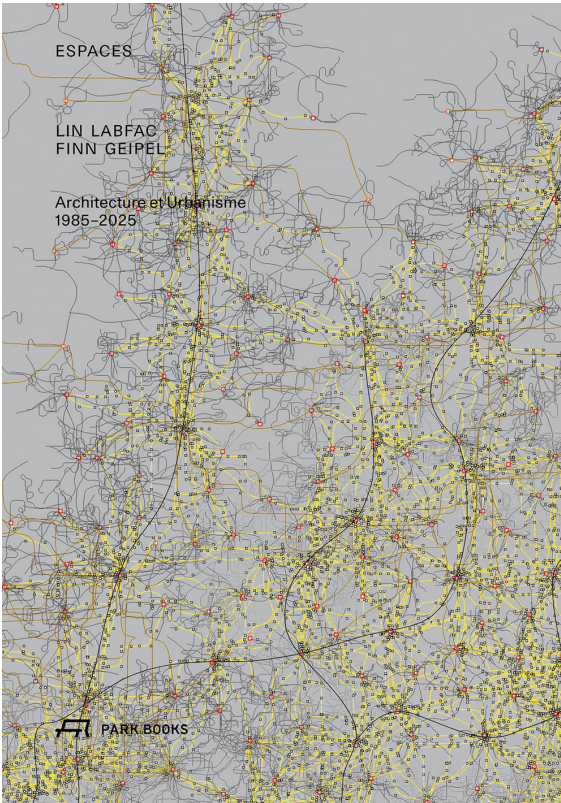 ESPACES
LIN LABFAC
FINN GEIPEL
Architecture et Urbanisme
1985–2025
PARK BOOKS